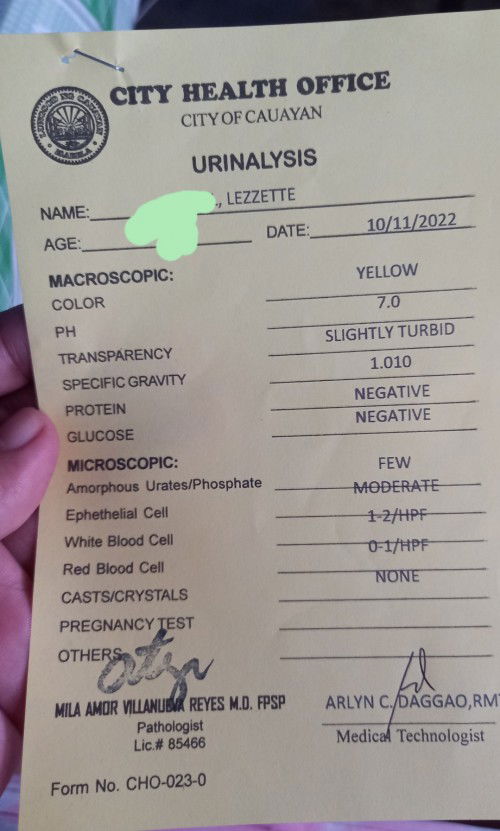 CITY HEALTH OFFICE
CITY OF CAUAYAN
URINALYSIS
NAME: , LEZZETTE
AGE: DATE: 10/11/2022
MACROSCOPIC:
COLOR YELLOW
PH 7.0
TRANSPARENCY SLIGHTLY TURBID
SPECIFIC GRAVITY 1.010
PROTEIN NEGATIVE
GLUCOSE NEGATIVE
MICROSCOPIC:
Amorphous Urates/Phosphate FEW
Ephethelial Cell MODERATE
White Blood Cell 1-2/HPF
Red Blood Cell 0-1/HPF
CASTS/CRYSTALS NONE
PREGNANCY TEST
OTHERS
MILA AMOR VILLANUEVA REYES M.D. FPSP
Pathologist
Lic.# 85466
ARLYN C. DAGGAO,RMT
Medical Technologist
Form No. CHO-023-0